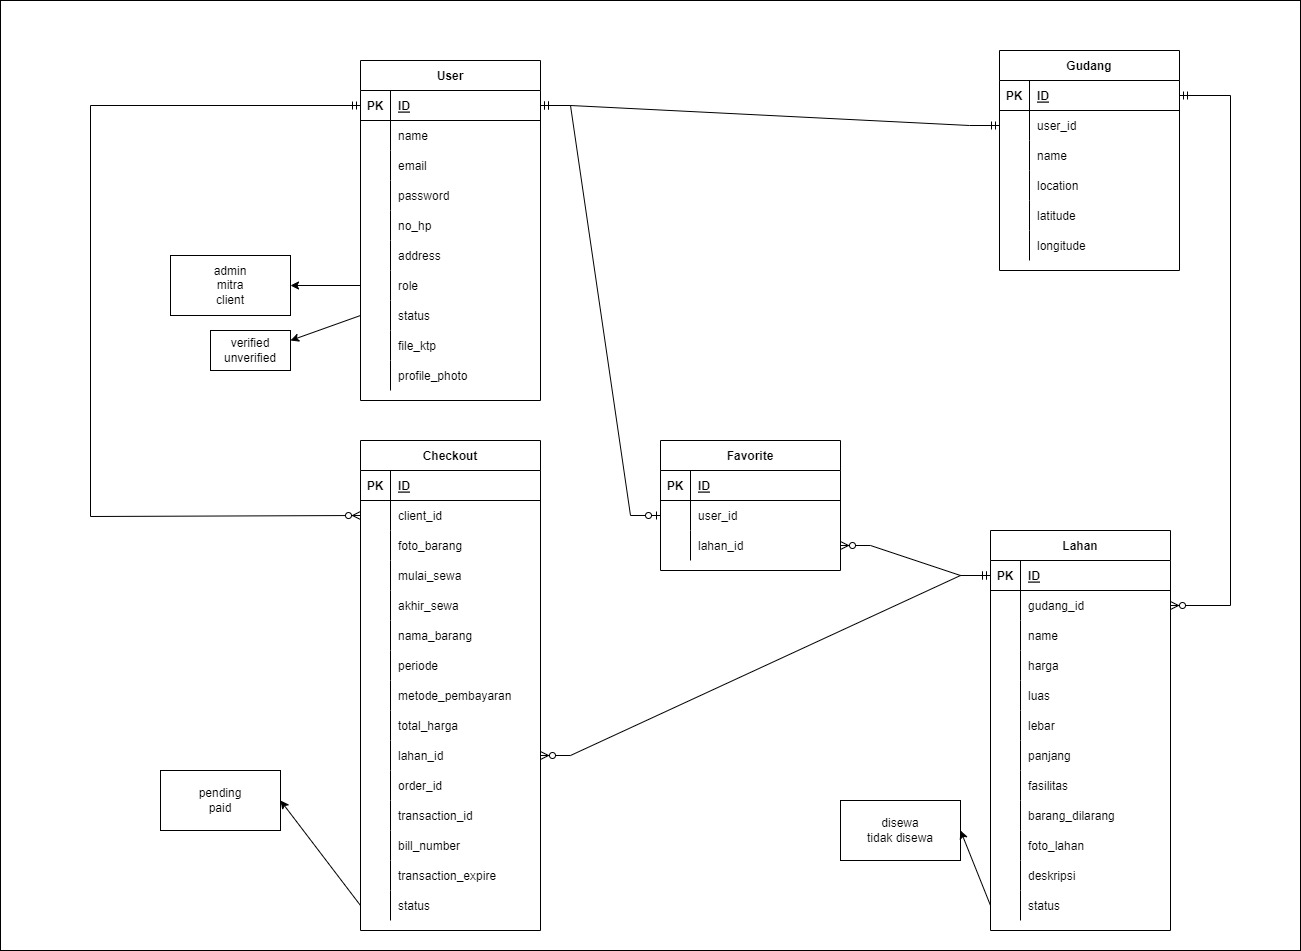 User
PK ID
name
email
password
no_hp
address
role
status
file_ktp
profile_photo
admin
mitra
client
verified
unverified
Gudang
PK ID
user_id
name
location
latitude
longitude
Checkout
PK ID
client_id
foto_barang
mulai_sewa
akhir_sewa
nama_barang
periode
metode_pembayaran
total_harga
lahan_id
order_id
transaction_id
bill_number
transaction_expire
status
pending
paid
Favorite
PK ID
user_id
lahan_id
Lahan
PK ID
gudang_id
name
harga
luas
lebar
panjang
fasilitas
barang_dilarang
foto_lahan
deskripsi
status
disewa
tidak disewa